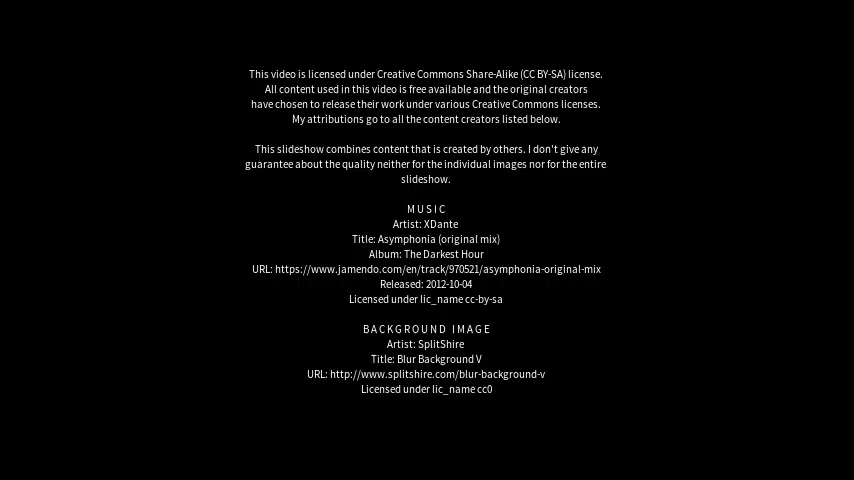 This video is licensed under Creative Commons Share-Alike (CC BY-SA) license.
All content used in this video is free available and the original creators
have chosen to release their work under various Creative Commons licenses.
My attributions go to all the content creators listed below.
This slideshow combines content that is created by others. I don't give any
guarantee about the quality neither for the individual images nor for the entire
slideshow.
MUSIC
Artist: XDante
Title: Asymphonia (original mix)
Album: The Darkest Hour
URL: https://www.jamendo.com/en/track/970521/asymphonia-original-mix
Released: 2012-10-04
Licensed under lic_name cc-by-sa
BACKGROUND IMAGE
Artist: SplitShire
Title: Blur Background V
URL: http://www.splitshire.com/blur-background-v
Licensed under lic_name cc0